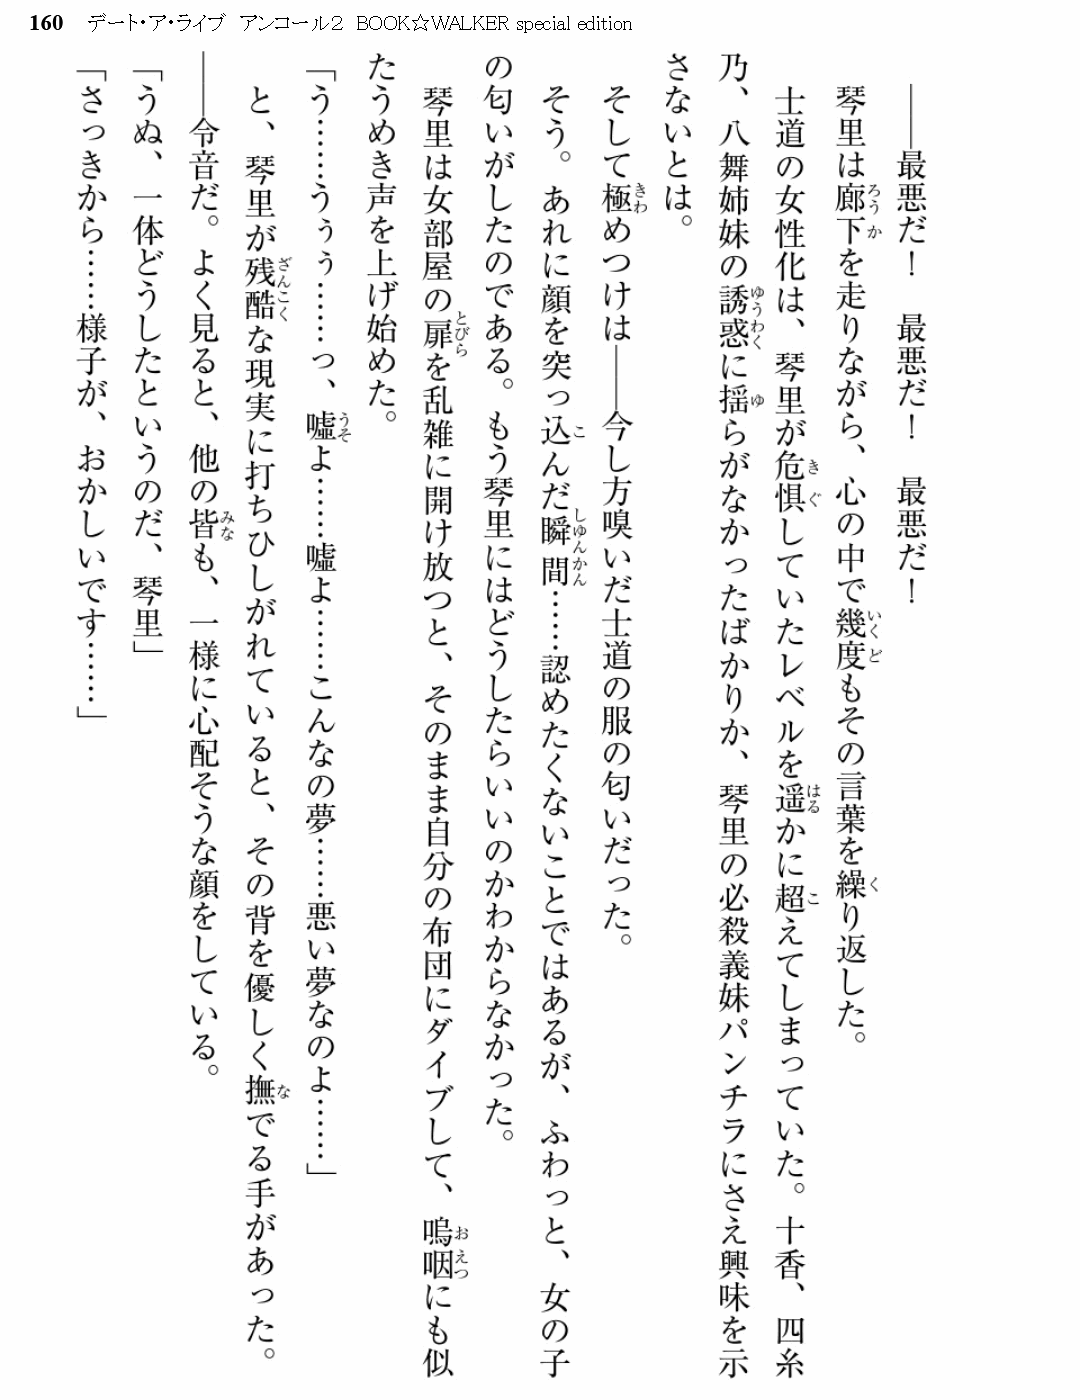 160 デート・ア・ライブ アンコール2 BOOK☆WALKER special edition
――最悪だ! 最悪だ! 最悪だ!
琴里は廊下を走りながら、心の中で幾度もその言葉を繰り返した。
士道の女性化は、琴里が危惧していたレベルを遥かに超えてしまっていた。十香、四糸
乃、八舞姉妹の誘惑に揺らがなかったばかりか、琴里の必殺義妹パンチラにさえ興味を示
さないとは。
そして極めつけは――今し方嗅いだ士道の服の匂いだった。
そう。あれに顔を突っ込んだ瞬間……認めたくないことではあるが、ふわっと、女の子
の匂いがしたのである。もう琴里にはどうしたらいいのかわからなかった。
琴里は女部屋の扉を乱雑に開け放つと、そのまま自分の布団にダイブして、嗚咽にも似
たうめき声を上げ始めた。
「う……うぅぅ……っ、嘘よ……嘘よ……こんなの夢……悪い夢なのよ……」
と、琴里が残酷な現実に打ちひしがれていると、その背を優しく撫でる手があった。
――令音だ。よく見ると、他の皆も、一様に心配そうな顔をしている。
「うぬ、一体どうしたというのだ、琴里」
「さっきから……様子が、おかしいです……」